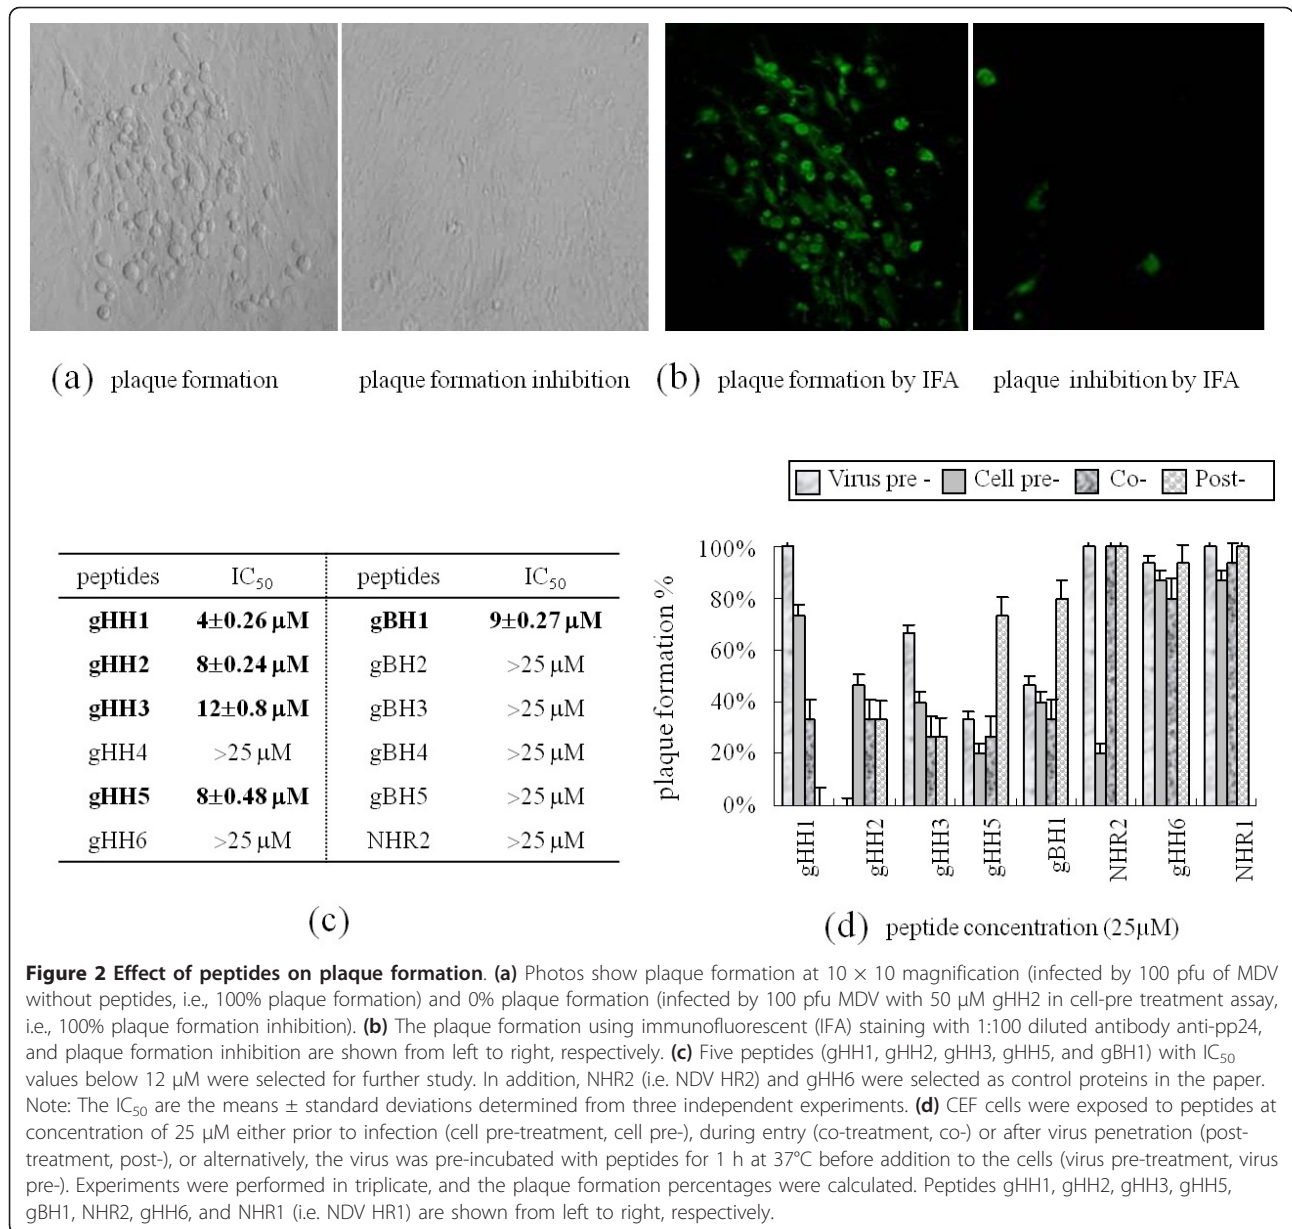 (a) plaque formation plaque formation inhibition (b) plaque formation by IFA plaque inhibition by IFA
peptides IC50 peptides IC50
gHH1 4±0.26 μM gBH1 9±0.27 μM
gHH2 8±0.24 μM gBH2 >25 μM
gHH3 12±0.8 μM gBH3 >25 μM
gHH4 >25 μM gBH4 >25 μM
gHH5 8±0.48 μM gBH5 >25 μM
gHH6 >25 μM NHR2 >25 μM
(c)
Virus pre - Cell pre- Co- Post-
plaque formation %
100%
80%
60%
40%
20%
0%
gHH1 gHH2 gHH3 gHH5 gBH1 NHR2 gHH6 NHR1
(d) peptide concentration (25μM)
Figure 2 Effect of peptides on plaque formation. (a) Photos show plaque formation at 10 × 10 magnification (infected by 100 pfu of MDV
without peptides, i.e., 100% plaque formation) and 0% plaque formation (infected by 100 pfu MDV with 50 μM gHH2 in cell-pre treatment assay,
i.e., 100% plaque formation inhibition). (b) The plaque formation using immunofluorescent (IFA) staining with 1:100 diluted antibody anti-pp24,
and plaque formation inhibition are shown from left to right, respectively. (c) Five peptides (gHH1, gHH2, gHH3, gHH5, and gBH1) with IC50
values below 12 μM were selected for further study. In addition, NHR2 (i.e. NDV HR2) and gHH6 were selected as control proteins in the paper.
Note: The IC50 are the means ± standard deviations determined from three independent experiments. (d) CEF cells were exposed to peptides at
concentration of 25 μM either prior to infection (cell pre-treatment, cell pre-), during entry (co-treatment, co-) or after virus penetration (post-
treatment, post-), or alternatively, the virus was pre-incubated with peptides for 1 h at 37°C before addition to the cells (virus pre-treatment, virus
pre-). Experiments were performed in triplicate, and the plaque formation percentages were calculated. Peptides gHH1, gHH2, gHH3, gHH5,
gBH1, NHR2, gHH6, and NHR1 (i.e. NDV HR1) are shown from left to right, respectively.